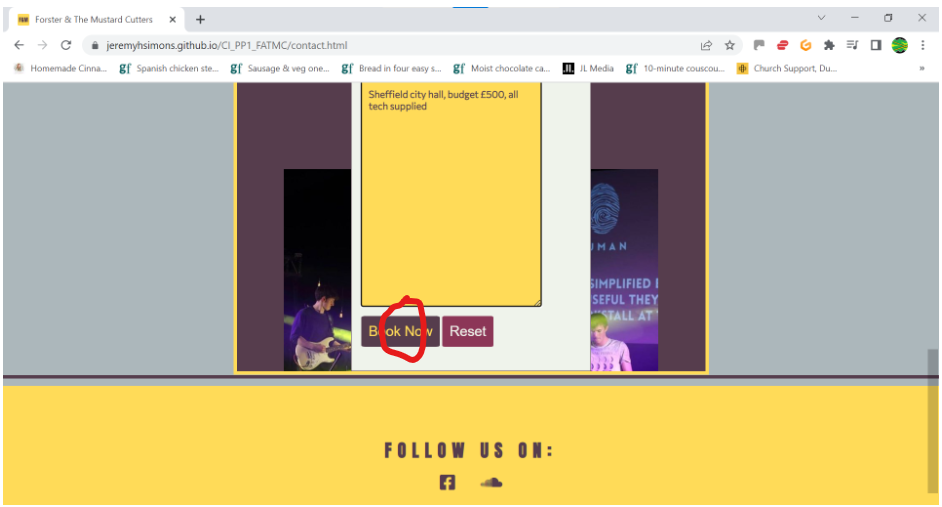 Forster & The Mustard Cutters
jeremyhsimons.github.io/CI_PP1_FATMC/contact.html
Homemade Cinna... gf Spanish chicken ste... gf Sausage & veg one... gf Bread in four easy s... gf Moist chocolate ca... JL Media gf 10-minute couscou... Church Support, Du... »
Sheffield city hall, budget £500, all
tech supplied
UMAN
SIMPLIFIED
SEFUL THEY
STALL AT
Book Now Reset
FOLLOW US ON: